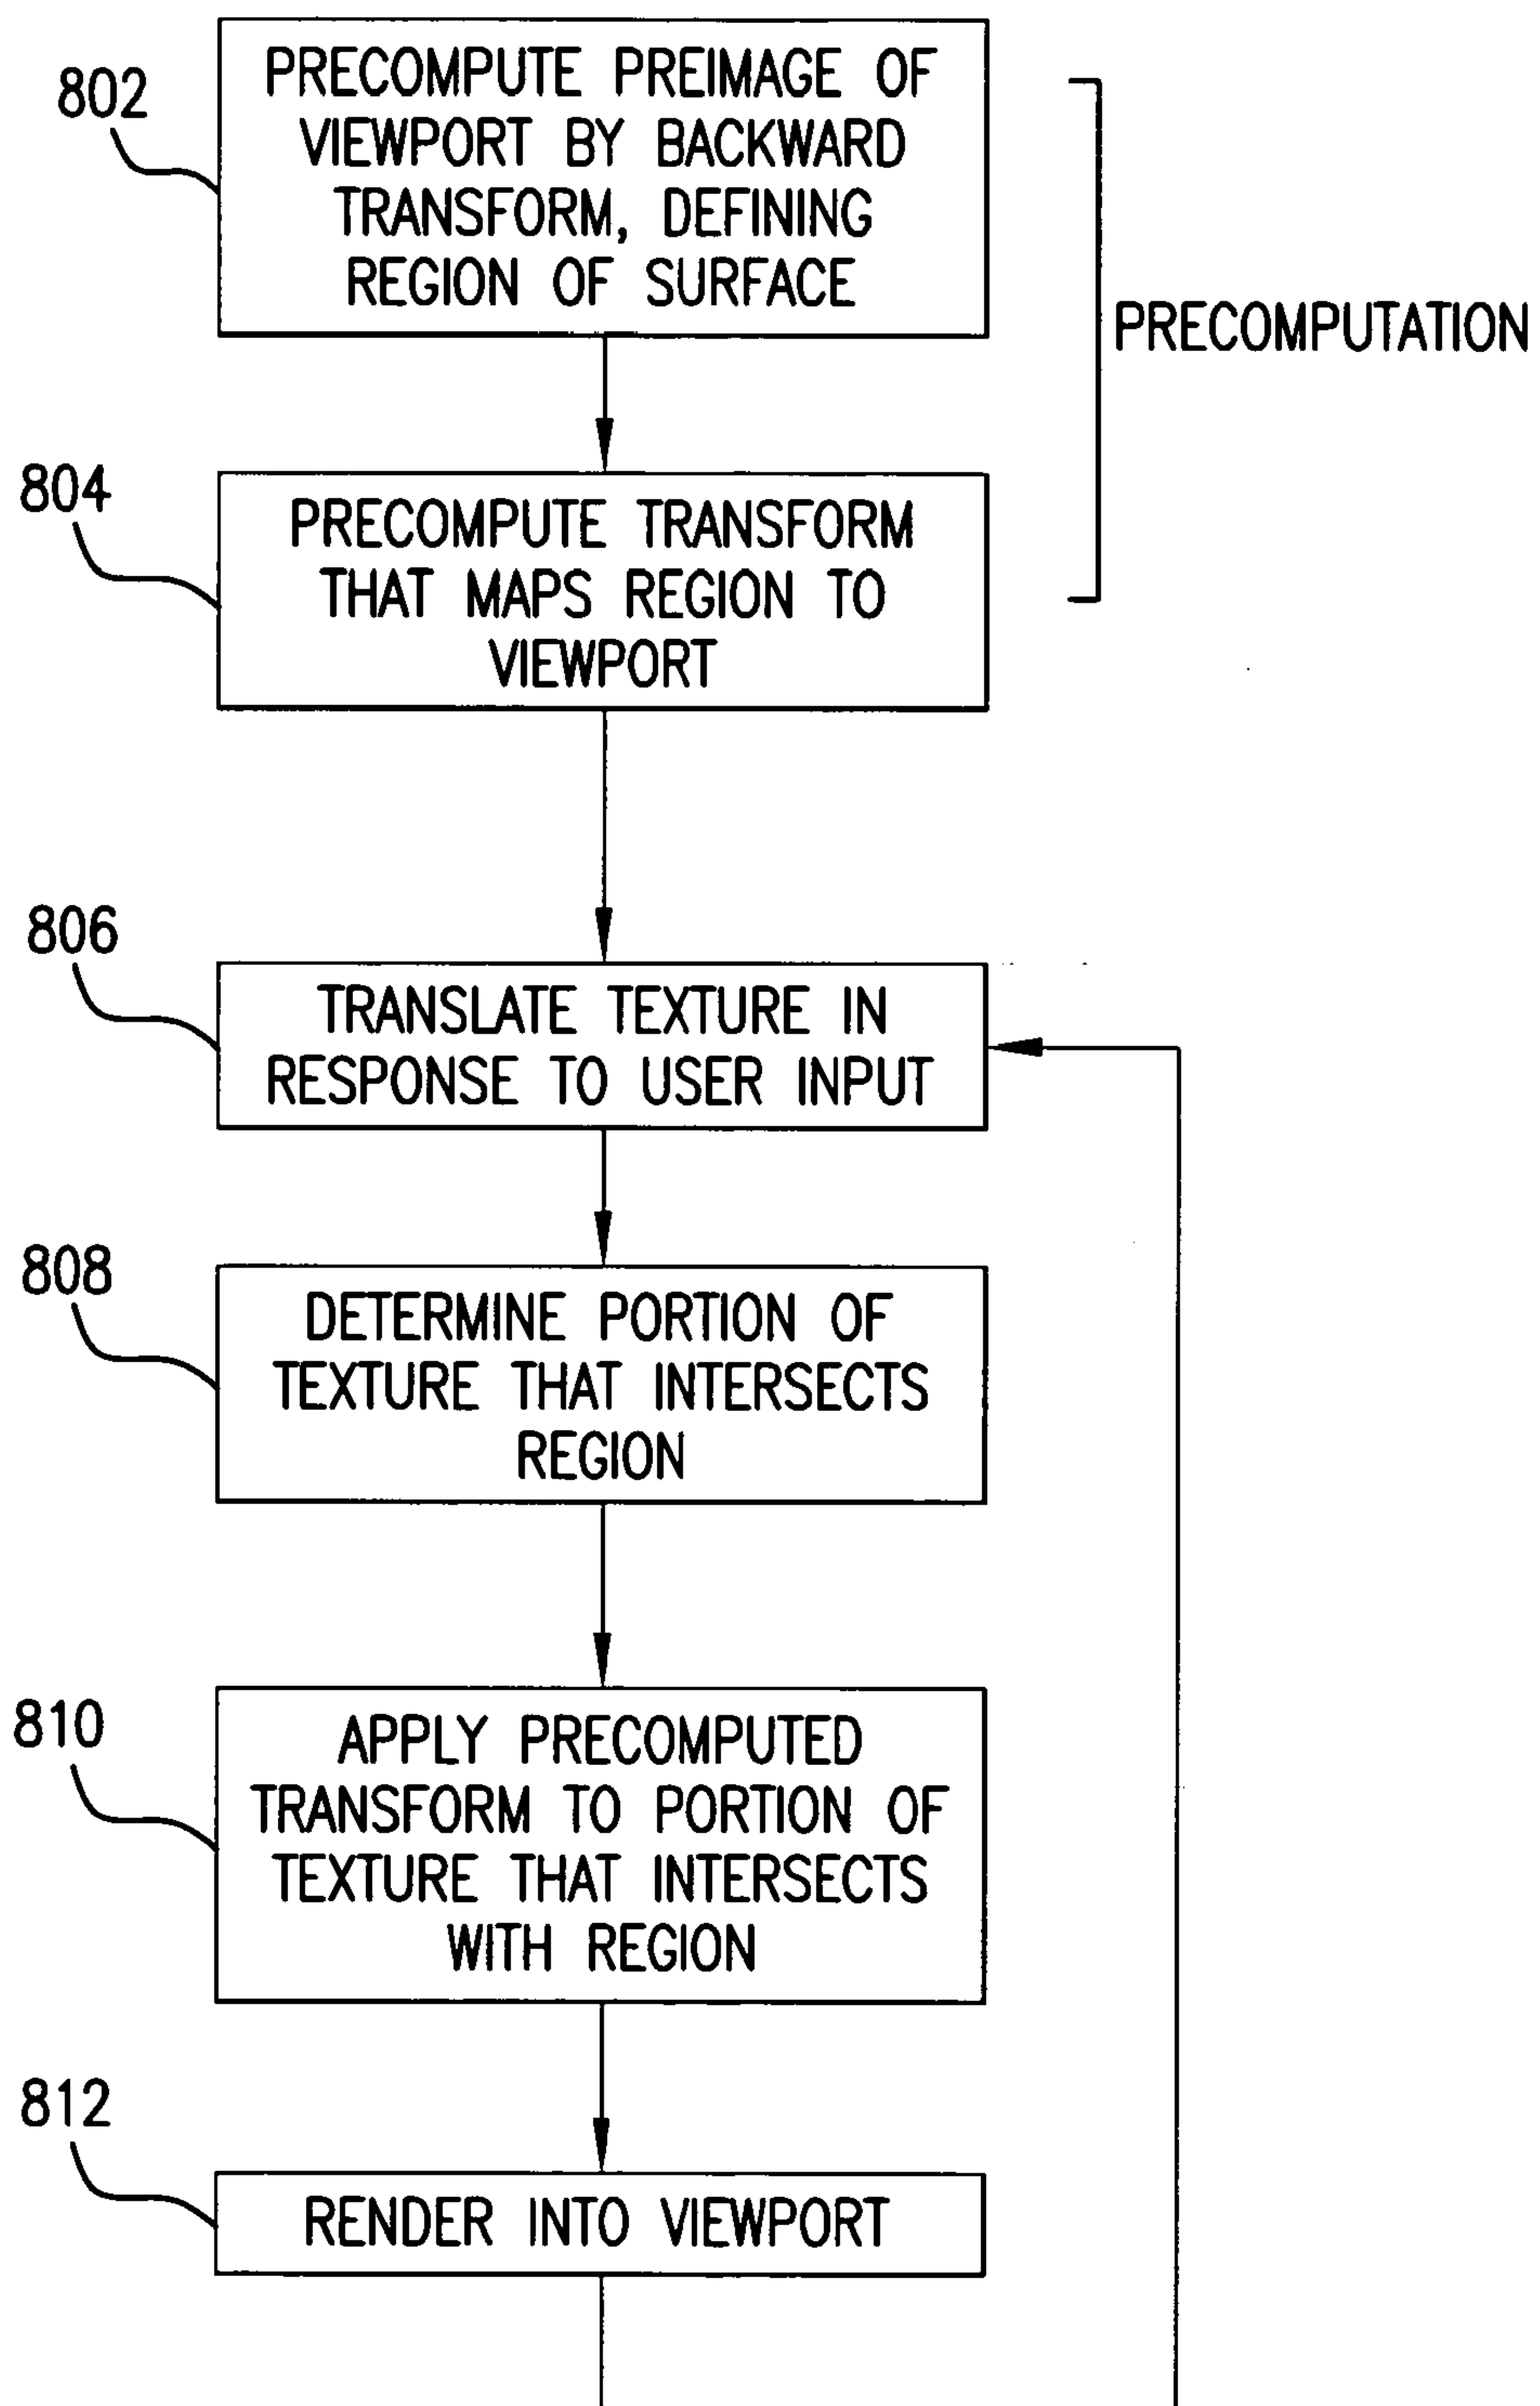 802
PRECOMPUTE PREIMAGE OF
VIEWPORT BY BACKWARD
TRANSFORM, DEFINING
REGION OF SURFACE
PRECOMPUTATION
804
PRECOMPUTE TRANSFORM
THAT MAPS REGION TO
VIEWPORT
806
TRANSLATE TEXTURE IN
RESPONSE TO USER INPUT
808
DETERMINE PORTION OF
TEXTURE THAT INTERSECTS
REGION
810
APPLY PRECOMPUTED
TRANSFORM TO PORTION OF
TEXTURE THAT INTERSECTS
WITH REGION
812
RENDER INTO VIEWPORT